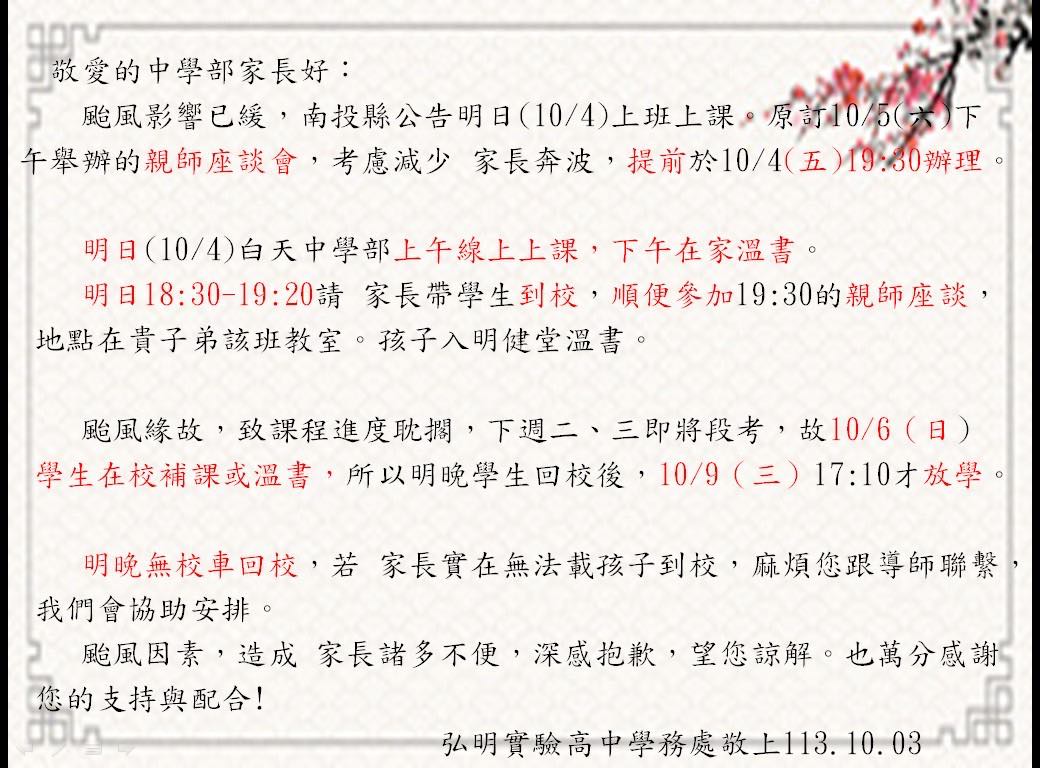 敬愛的中學部家長好：
颱風影響已緩，南投縣公告明日(10/4)上班上課。原訂10/5(六)下
午舉辦的親師座談會，考慮減少 家長奔波，提前於10/4(五)19:30辦理。
明日(10/4)白天中學部上午線上上課，下午在家溫書。
明日18:30-19:20請 家長帶學生到校，順便參加19:30的親師座談，
地點在貴子弟該班教室。孩子入明健堂溫書。
颱風緣故，致課程進度耽擱，下週二、三即將段考，故10/6（日）
學生在校補課或溫書，所以明晚學生回校後，10/9（三）17:10才放學。
明晚無校車回校，若 家長實在無法載孩子到校，麻煩您跟導師聯繫，
我們會協助安排。
颱風因素，造成 家長諸多不便，深感抱歉，望您諒解。也萬分感謝
您的支持與配合!
弘明實驗高中學務處敬上113.10.03